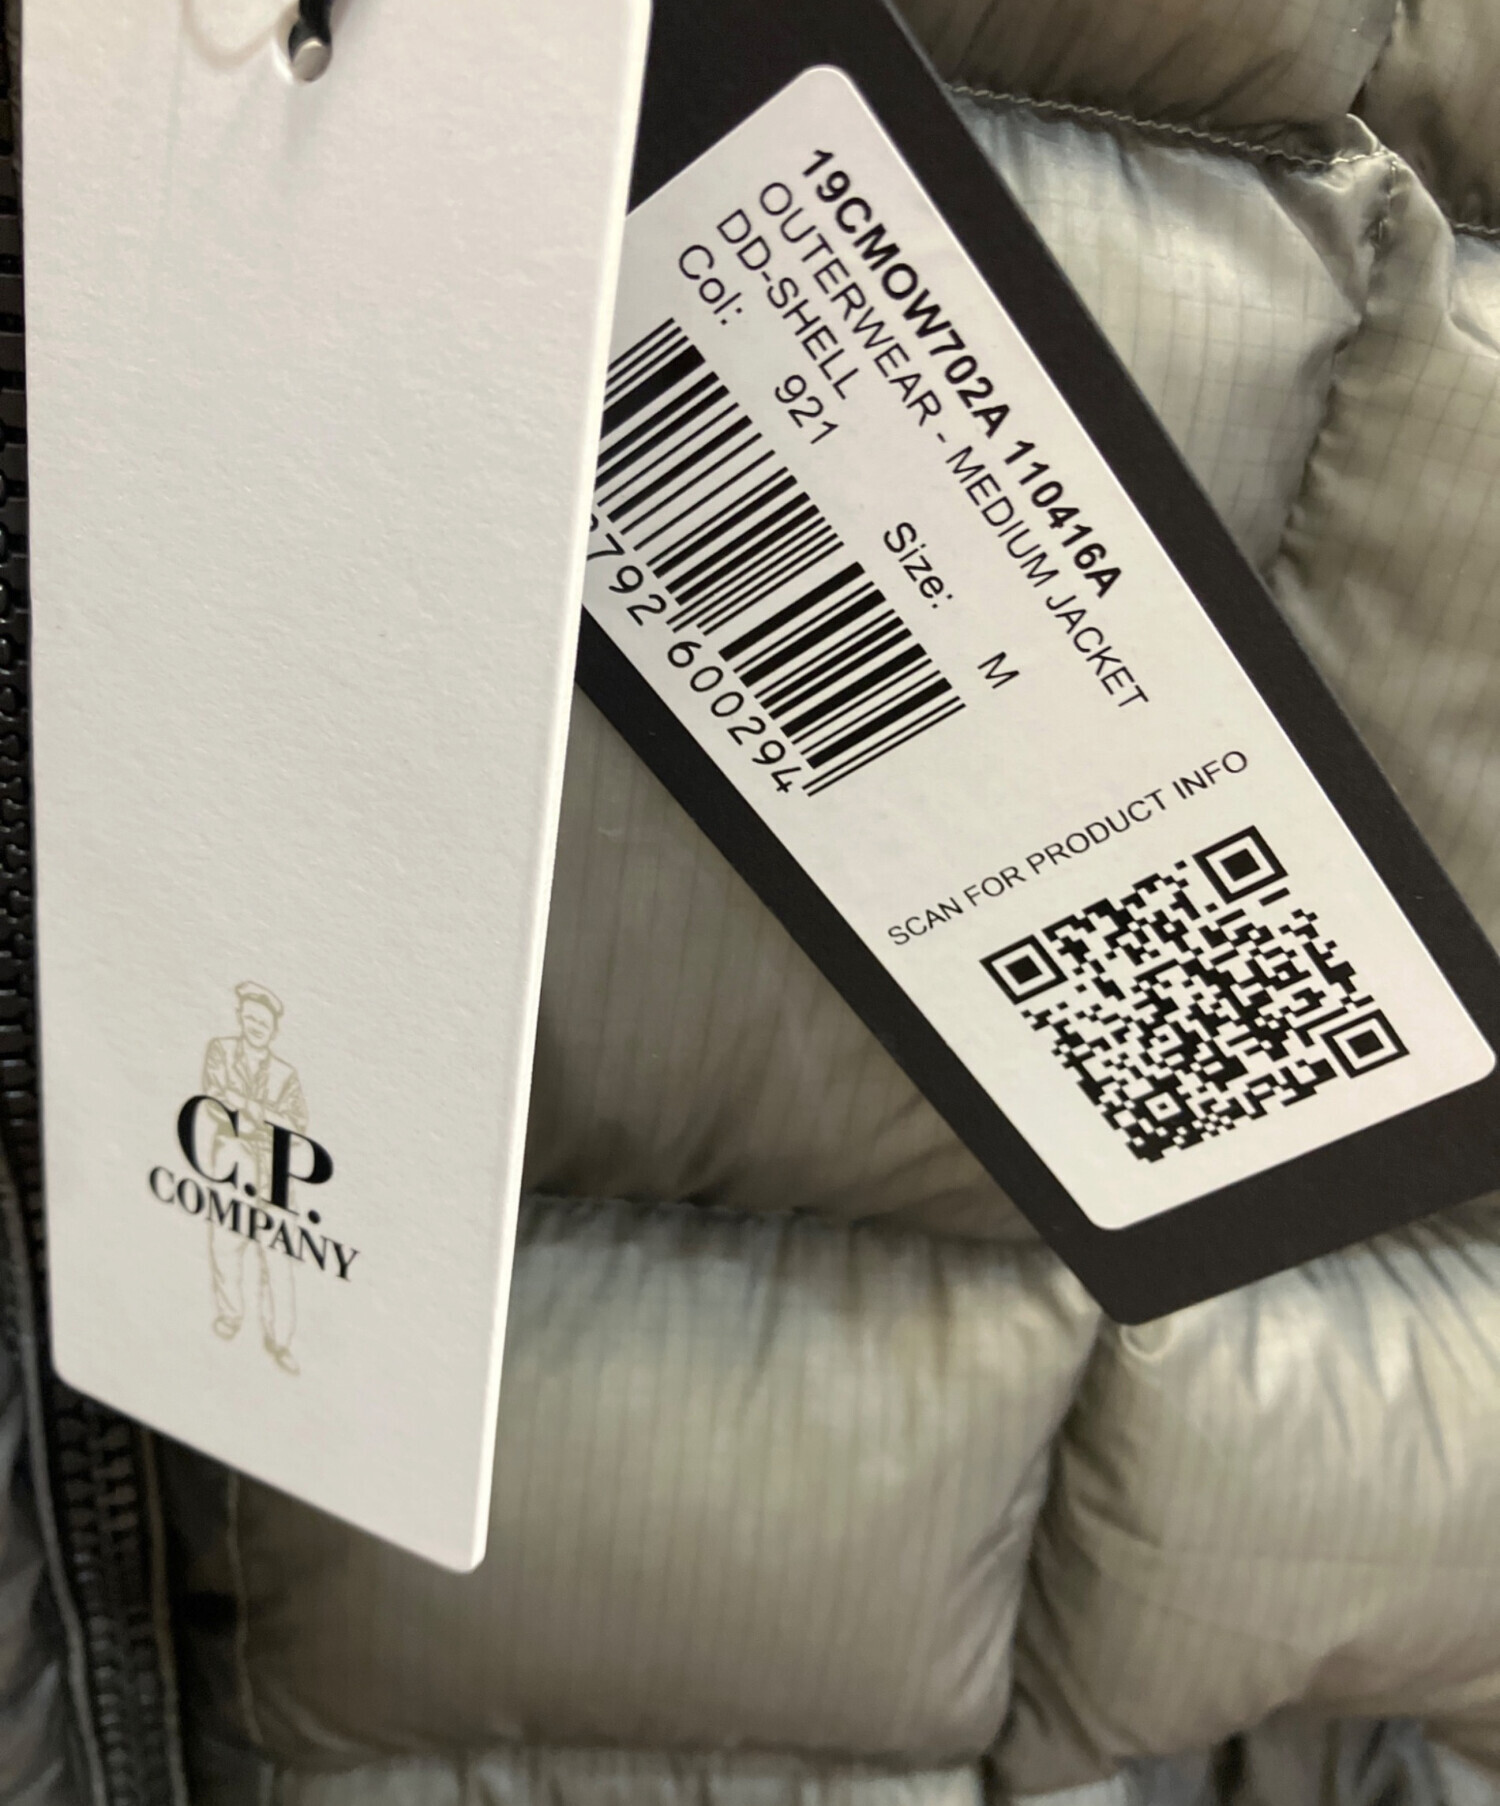 C.P.
COMPANY
19CMOW702A 110416A
OUTERWEAR - MEDIUM JACKET
DD-SHELL
Col: 921 Size: M
792 600294
SCAN FOR PRODUCT INFO